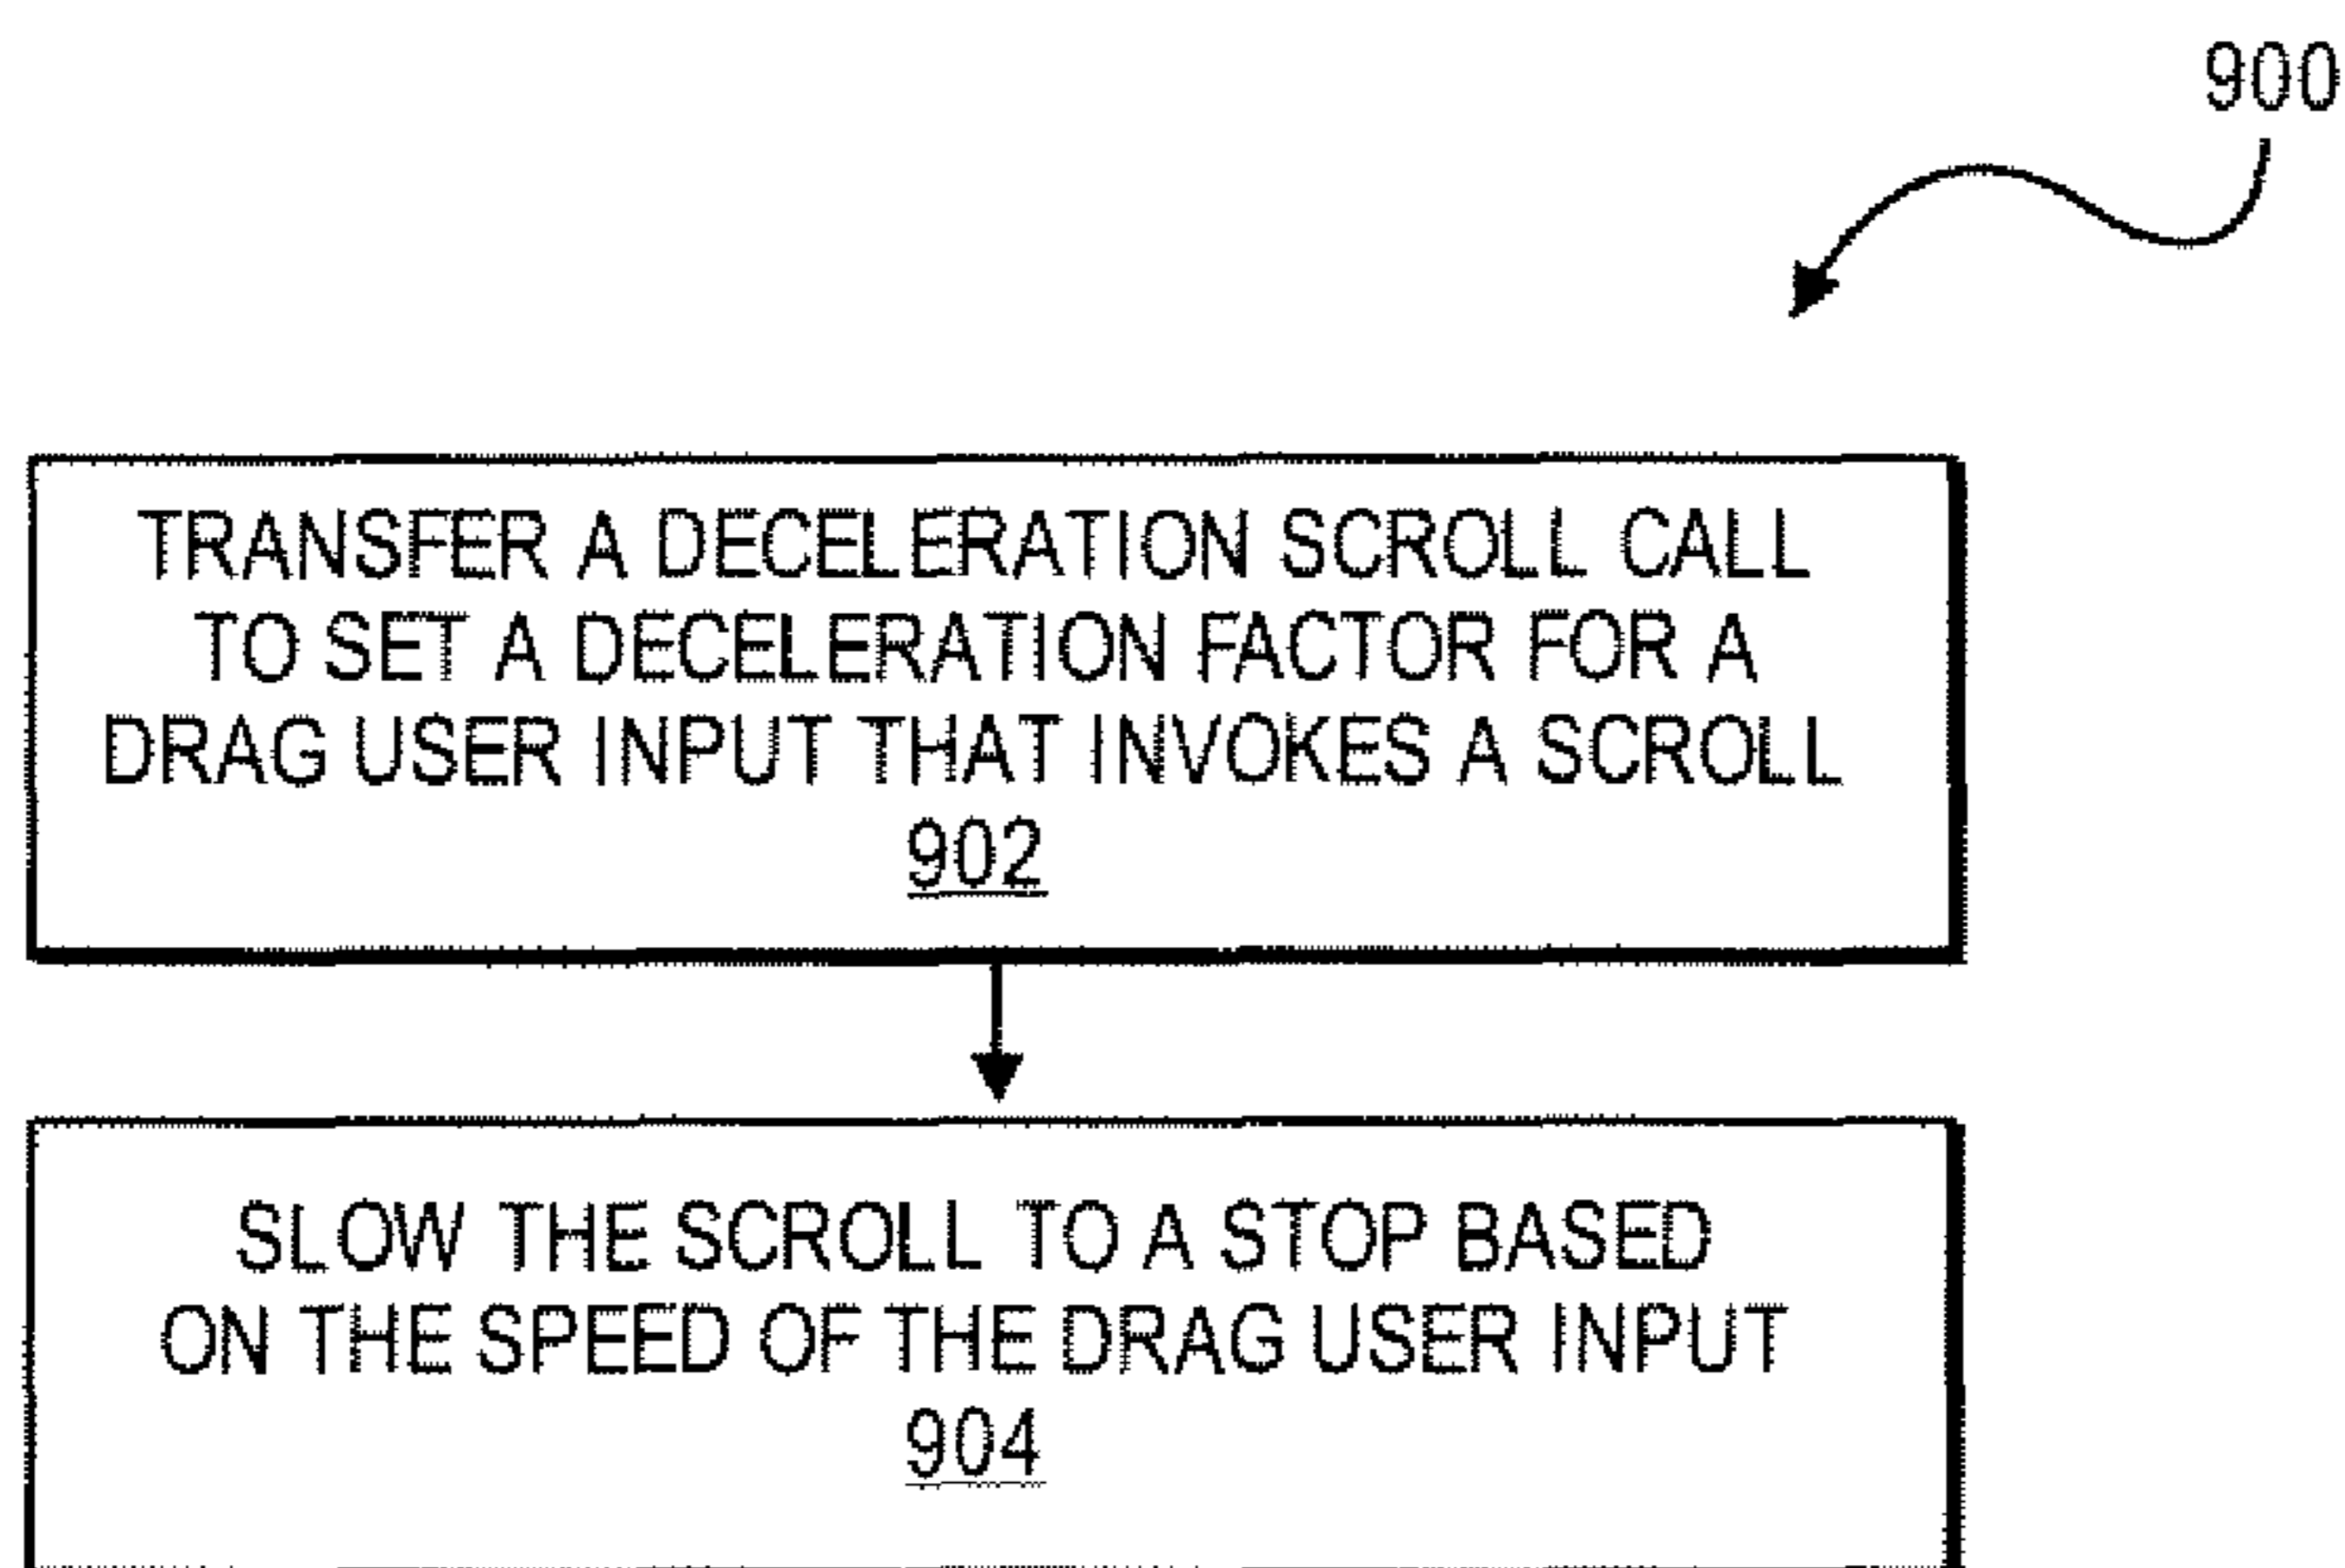 900
TRANSFER A DECELERATION SCROLL CALL
TO SET A DECELERATION FACTOR FOR A
DRAG USER INPUT THAT INVOKES A SCROLL
902
SLOW THE SCROLL TO A STOP BASED
ON THE SPEED OF THE DRAG USER INPUT
904